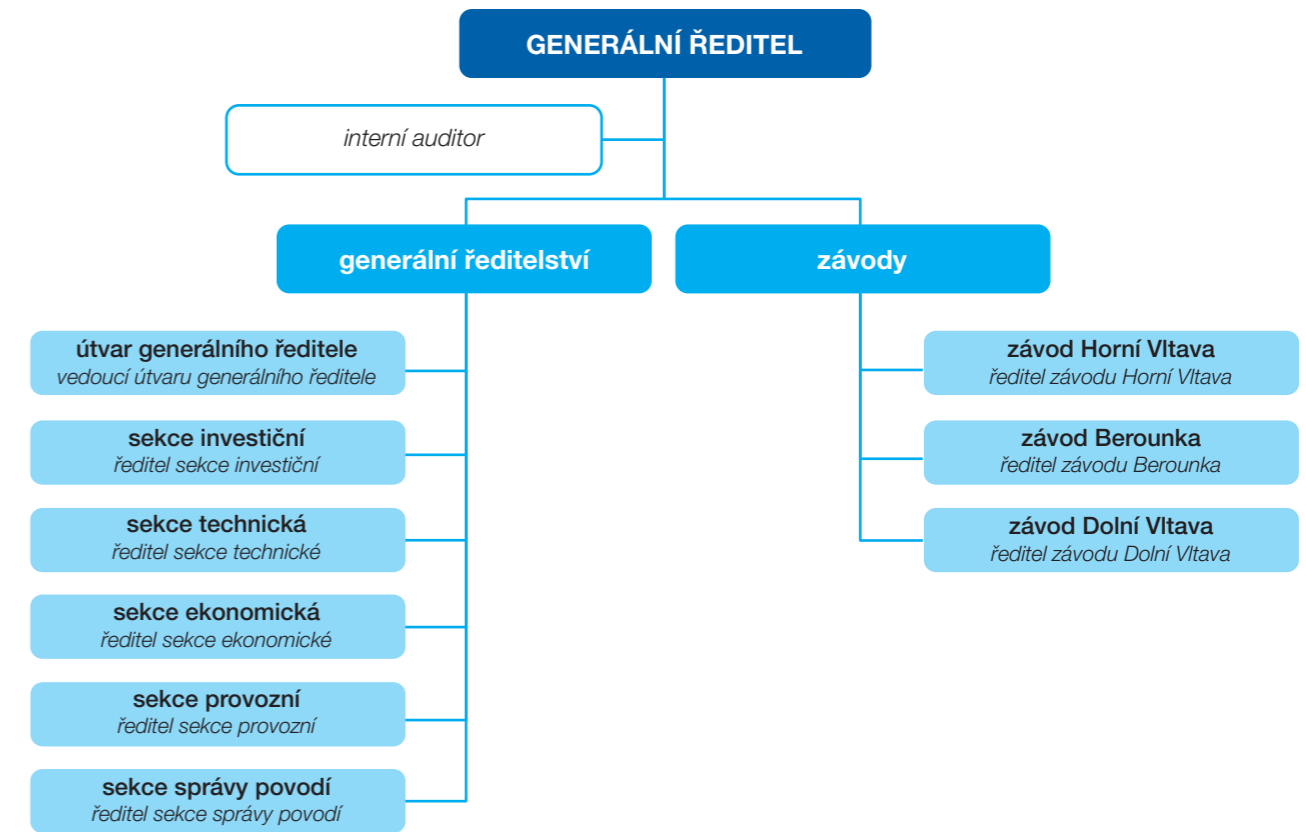 GENERÁLNÍ ŘEDITEL
interní auditor
generální ředitelství
závody
útvar generálního ředitele
vedoucí útvaru generálního ředitele
sekce investiční
ředitel sekce investiční
sekce technická
ředitel sekce technické
sekce ekonomická
ředitel sekce ekonomické
sekce provozní
ředitel sekce provozní
sekce správy povodí
ředitel sekce správy povodí
závod Horní Vltava
ředitel závodu Horní Vltava
závod Berounka
ředitel závodu Berounka
závod Dolní Vltava
ředitel závodu Dolní Vltava